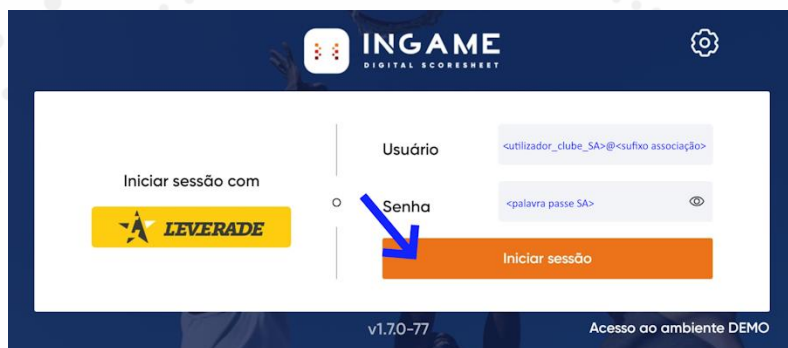 INGAME
DIGITAL SCORESHEET
Iniciar sessão com
LEVERADE
o
Usuário
<utilizador_clube_SA>@<sufixo associação>
Senha
<palavra passe SA>
Iniciar sessão
v1.7.0-77
Acesso ao ambiente DEMO